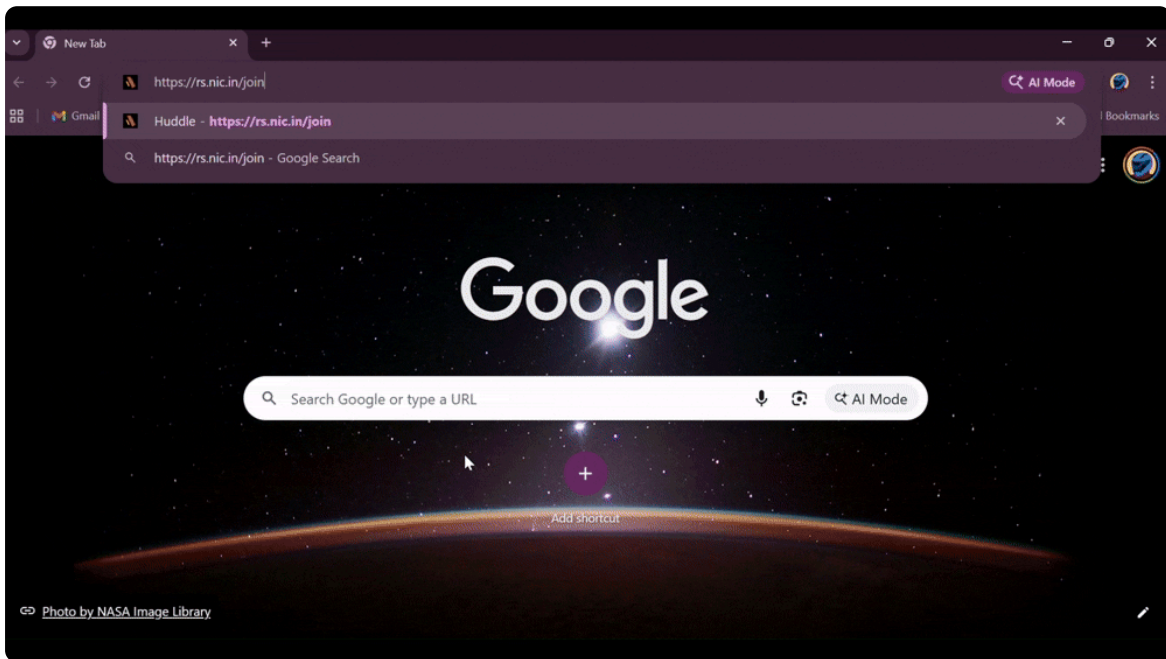 New Tab
https://rs.nic.in/join
AI Mode
Gmail
Bookmarks
Huddle - https://rs.nic.in/join
https://rs.nic.in/join - Google Search
Google
Search Google or type a URL
AI Mode
Add shortcut
Photo by NASA Image Library